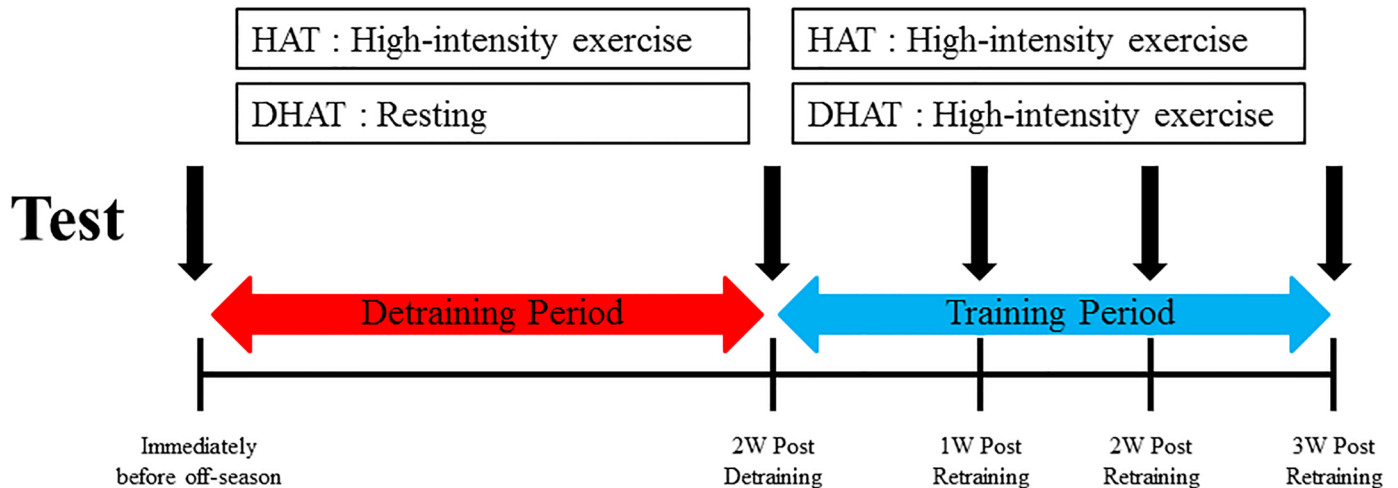 HAT : High-intensity exercise
HAT : High-intensity exercise
DHAT : Resting
DHAT : High-intensity exercise
Test
Detraining Period
Training Period
Immediately
before off-season
2W Post
Detraining
1W Post
Retraining
2W Post
Retraining
3W Post
Retraining